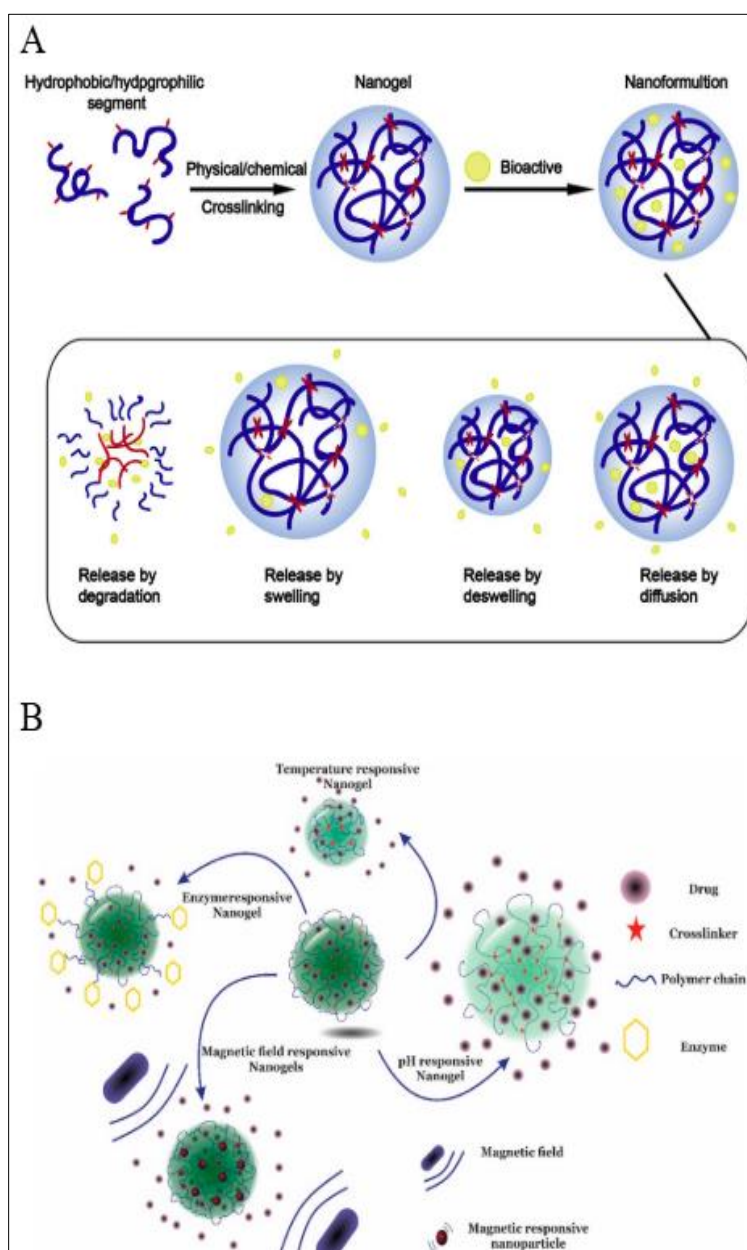 A
Hydrophobic/hydpgrophilic
segment
Nanogel
Nanoformultion
Physical/chemical
Crosslinking
Bioactive
Release by
degradation
Release by
swelling
Release by
deswelling
Release by
diffusion
B
Temperature responsive
Nanogel
Enzymeresponsive
Nanogel
Drug
Crosslinker
Polymer chain
Enzyme
Magnetic field responsive
Nanogels
pH responsive
Nanogel
Magnetic field
Magnetic responsive
nanoparticle